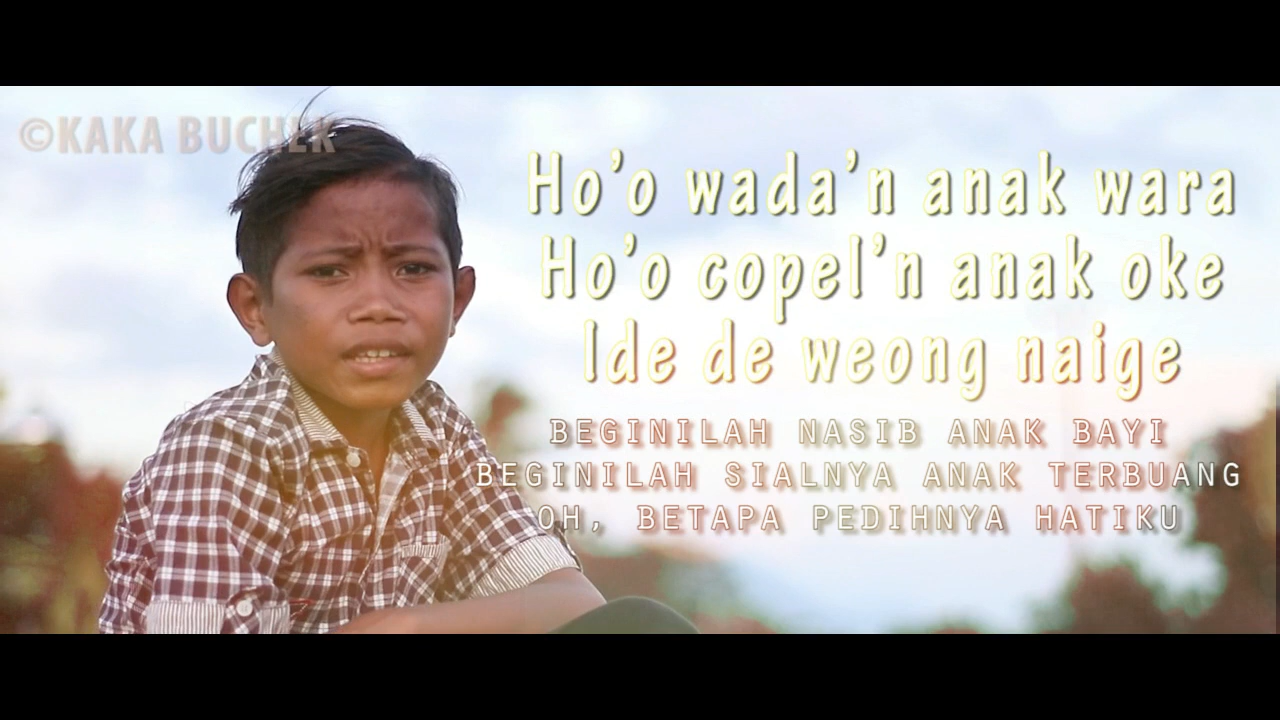 ©KAKA BUCHEK
Ho'o wada'n anak wara
Ho'o copel'n anak oke
Ide de weong naige
BEGINILAH NASIB ANAK BAYI
BEGINILAH SIALNYA ANAK TERBUANG
OH, BETAPA PEDIHNYA HATIKU